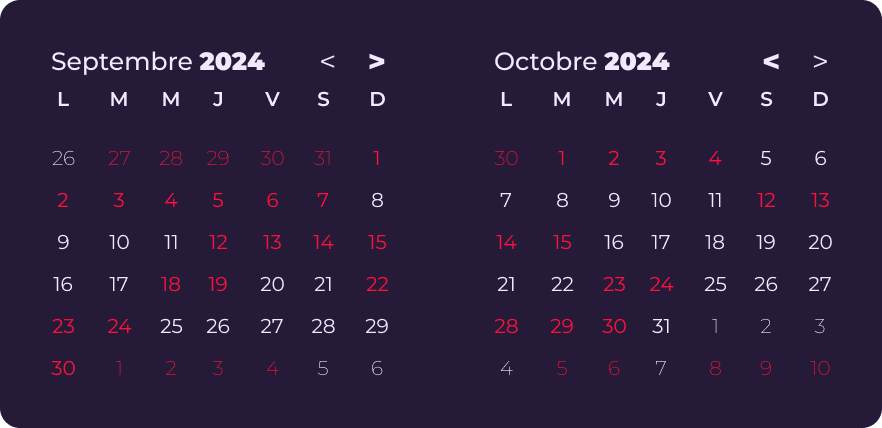 Septembre 2024 < >
L M M J V S D
26 27 28 29 30 31 1
2 3 4 5 6 7 8
9 10 11 12 13 14 15
16 17 18 19 20 21 22
23 24 25 26 27 28 29
30 1 2 3 4 5 6
Octobre 2024 < >
L M M J V S D
30 1 2 3 4 5 6
7 8 9 10 11 12 13
14 15 16 17 18 19 20
21 22 23 24 25 26 27
28 29 30 31 1 2 3
4 5 6 7 8 9 10